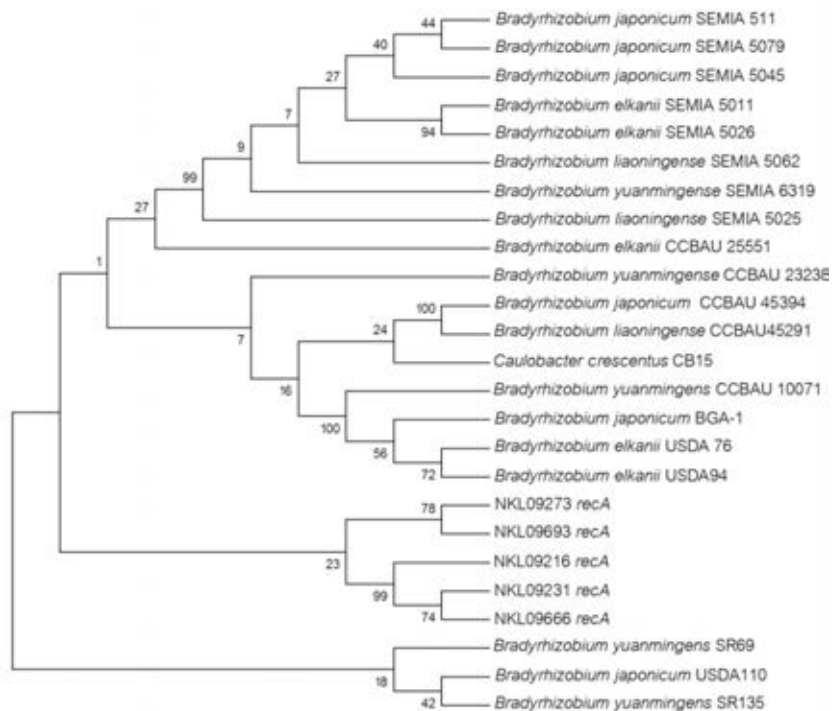 44
Bradyrhizobium japonicum SEMIA 511
40
Bradyrhizobium japonicum SEMIA 5079
27
Bradyrhizobium japonicum SEMIA 5045
7
Bradyrhizobium elkanii SEMIA 5011
94
Bradyrhizobium elkanii SEMIA 5026
9
Bradyrhizobium liaoningense SEMIA 5062
99
Bradyrhizobium yuanmingense SEMIA 6319
27
Bradyrhizobium liaoningense SEMIA 5025
Bradyrhizobium elkanii CCBAU 25551
1
Bradyrhizobium yuanmingense CCBAU 23238
100
Bradyrhizobium japonicum CCBAU 45394
24
7
Bradyrhizobium liaoningense CCBAU45291
Caulobacter crescentus CB15
16
Bradyrhizobium yuanmingens CCBAU 10071
100
Bradyrhizobium japonicum BGA-1
56
Bradyrhizobium elkanii USDA 76
72
Bradyrhizobium elkanii USDA94
78
NKL09273 recA
NKL09693 recA
23
NKL09216 recA
99
NKL09231 recA
74
NKL09666 recA
Bradyrhizobium yuanmingens SR69
18
Bradyrhizobium japonicum USDA110
42
Bradyrhizobium yuanmingens SR135